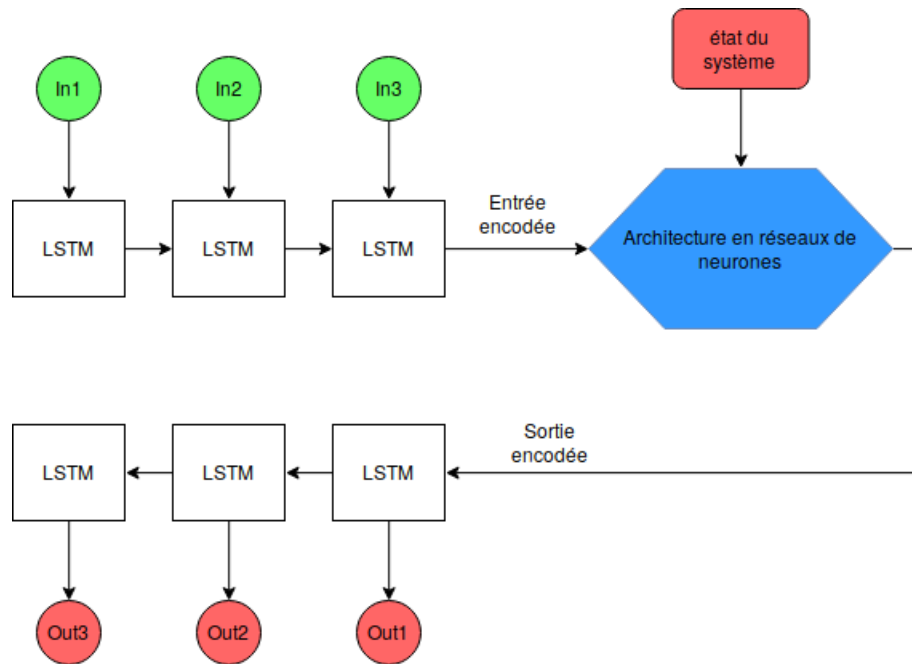 état du
système
In1
In2
In3
LSTM
LSTM
LSTM
Entrée
encodée
Architecture en réseaux de
neurones
LSTM
LSTM
LSTM
Sortie
encodée
Out3
Out2
Out1